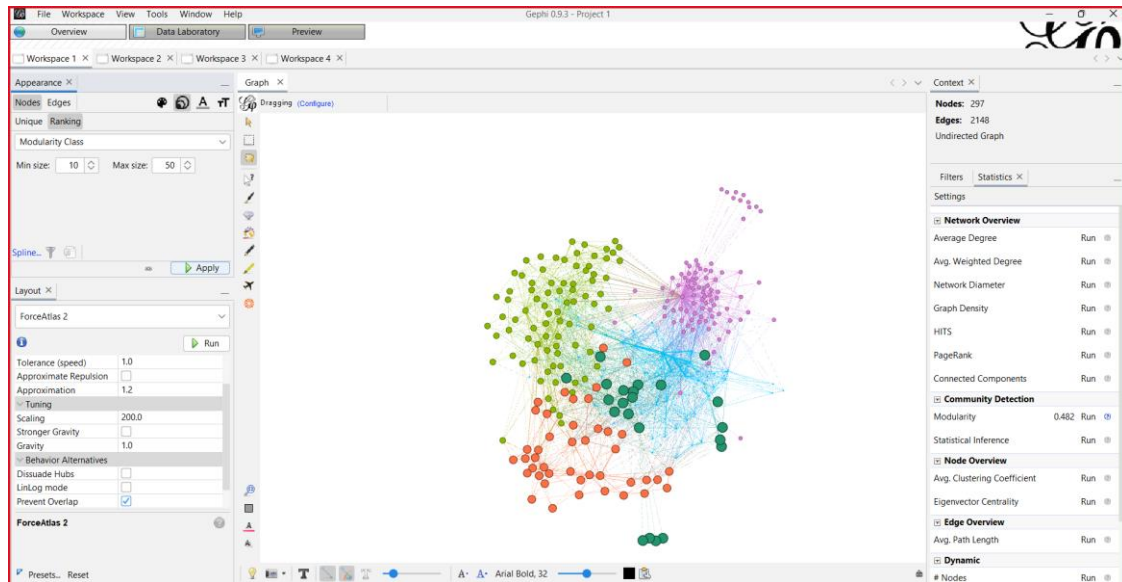 File Workspace View Tools Window Help Gephi 0.9.3 - Project 1
Overview Data Laboratory Preview
Workspace 1 × Workspace 2 × Workspace 3 × Workspace 4 ×
Appearance ×
Nodes Edges
Unique Ranking
Modularity Class
Min size: 10 Max size: 50
Spline...
Apply
Layout ×
ForceAtlas 2
Run
Tolerance (speed) 1.0
Approximate Repulsion
Approximation 1.2
Tuning
Scaling 200.0
Stronger Gravity
Gravity 1.0
Behavior Alternatives
Dissuade Hubs
LinLog mode
Prevent Overlap
ForceAtlas 2
Presets... Reset
Graph ×
Dragging (Configure)
A- A+ Arial Bold, 32
Context ×
Nodes: 297
Edges: 2148
Undirected Graph
Filters Statistics ×
Settings
Network Overview
Average Degree Run
Avg. Weighted Degree Run
Network Diameter Run
Graph Density Run
HITS Run
PageRank Run
Connected Components Run
Community Detection
Modularity 0.482 Run
Statistical Inference Run
Node Overview
Avg. Clustering Coefficient Run
Eigenvector Centrality Run
Edge Overview
Avg. Path Length Run
Dynamic
# Nodes Run